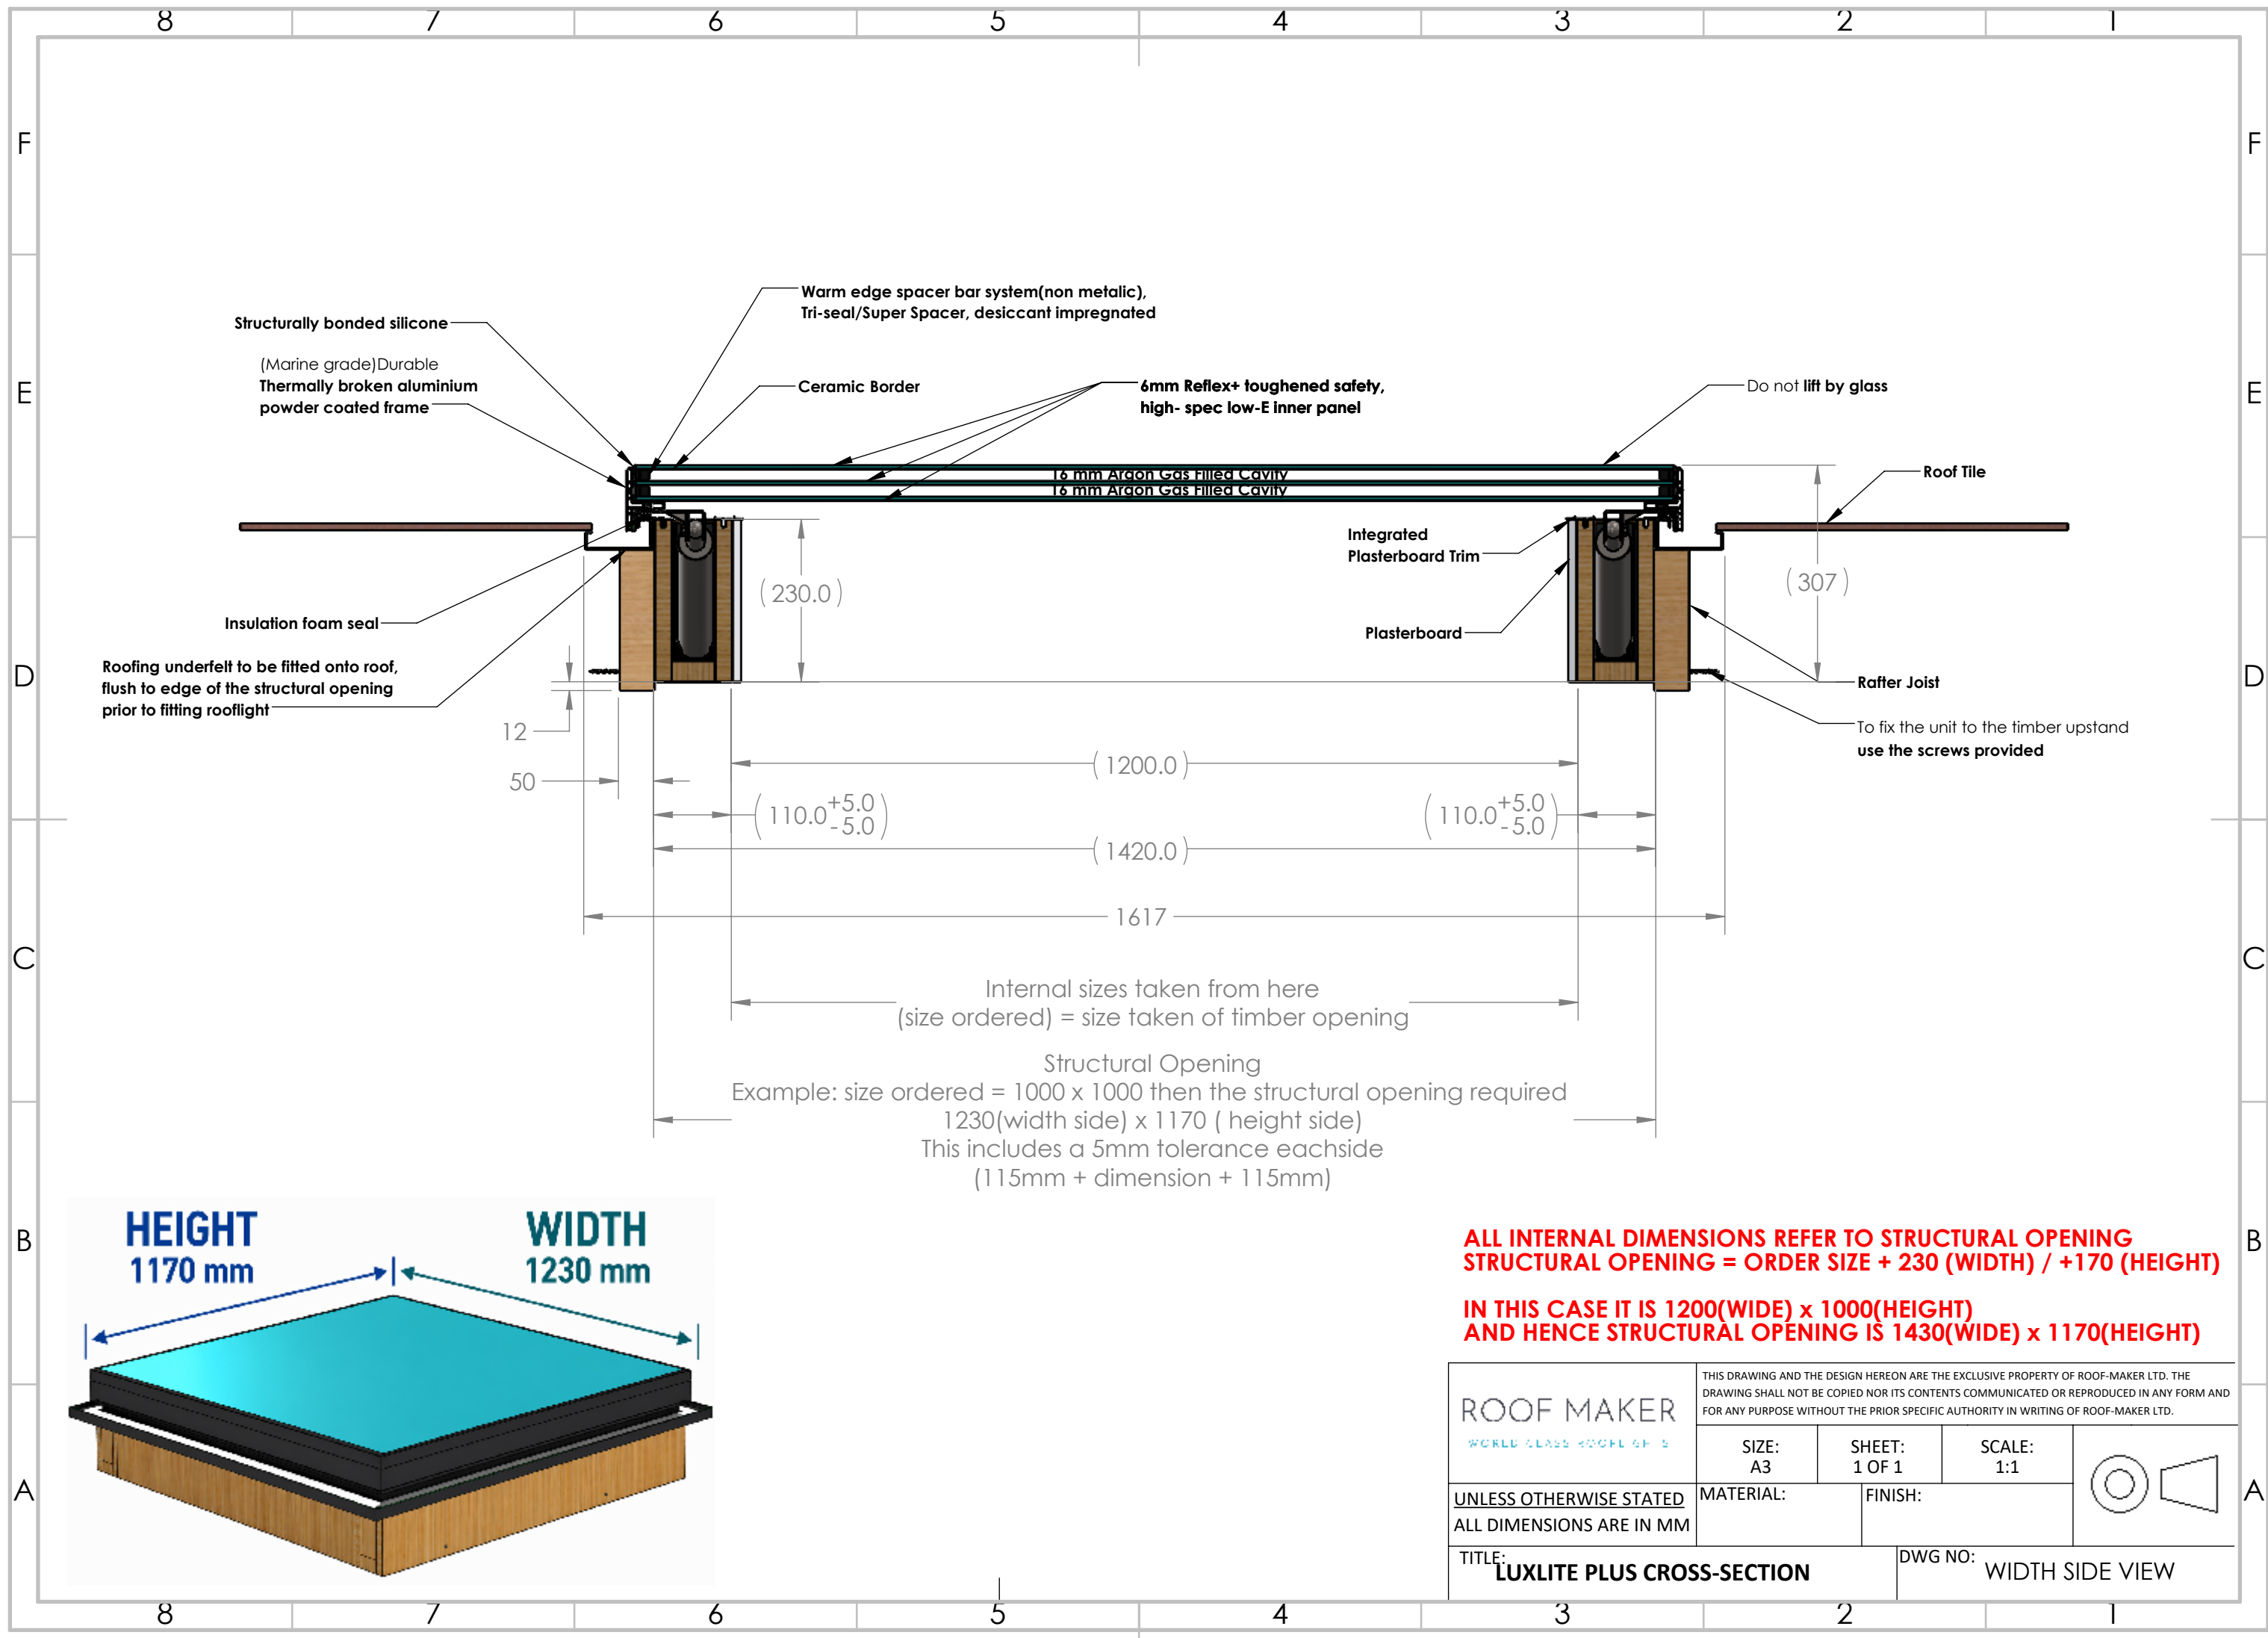 8 7 6 5 4 3 2 1
F F
E E
D D
C C
B B
A A
Structurally bonded silicone
(Marine grade)Durable
Thermally broken aluminium
powder coated frame
Warm edge spacer bar system(non metalic),
Tri-seal/Super Spacer, desiccant impregnated
Ceramic Border
6mm Reflex+ toughened safety,
high- spec low-E inner panel
Do not lift by glass
Roof Tile
16 mm Argon Gas Filled Cavity
16 mm Argon Gas Filled Cavity
Integrated
Plasterboard Trim
Plasterboard
(230.0)
(307)
Insulation foam seal
Roofing underfelt to be fitted onto roof,
flush to edge of the structural opening
prior to fitting rooflight
Rafter Joist
To fix the unit to the timber upstand
use the screws provided
12
50
(1200.0)
(110.0 +5.0 -5.0)
(110.0 +5.0 -5.0)
(1420.0)
1617
Internal sizes taken from here
(size ordered) = size taken of timber opening
Structural Opening
Example: size ordered = 1000 x 1000 then the structural opening required
1230(width side) x 1170 ( height side)
This includes a 5mm tolerance eachside
(115mm + dimension + 115mm)
HEIGHT
1170 mm
WIDTH
1230 mm
ALL INTERNAL DIMENSIONS REFER TO STRUCTURAL OPENING
STRUCTURAL OPENING = ORDER SIZE + 230 (WIDTH) / +170 (HEIGHT)
IN THIS CASE IT IS 1200(WIDE) x 1000(HEIGHT)
AND HENCE STRUCTURAL OPENING IS 1430(WIDE) x 1170(HEIGHT)
ROOF MAKER
WORLD CLASS ROOFLIGHTS
THIS DRAWING AND THE DESIGN HEREON ARE THE EXCLUSIVE PROPERTY OF ROOF-MAKER LTD. THE
DRAWING SHALL NOT BE COPIED NOR ITS CONTENTS COMMUNICATED OR REPRODUCED IN ANY FORM AND
FOR ANY PURPOSE WITHOUT THE PRIOR SPECIFIC AUTHORITY IN WRITING OF ROOF-MAKER LTD.
SIZE:
A3
SHEET:
1 OF 1
SCALE:
1:1
UNLESS OTHERWISE STATED
ALL DIMENSIONS ARE IN MM
MATERIAL:
FINISH:
TITLE:
LUXLITE PLUS CROSS-SECTION
DWG NO:
WIDTH SIDE VIEW
8 7 6 5 4 3 2 1